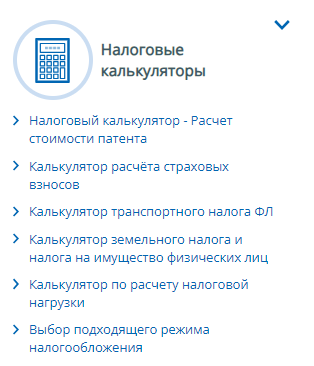 Налоговые
калькуляторы
Налоговый калькулятор - Расчет
стоимости патента
Калькулятор расчёта страховых
взносов
Калькулятор транспортного налога ФЛ
Калькулятор земельного налога и
налога на имущество физических лиц
Калькулятор по расчету налоговой
нагрузки
Выбор подходящего режима
налогообложения